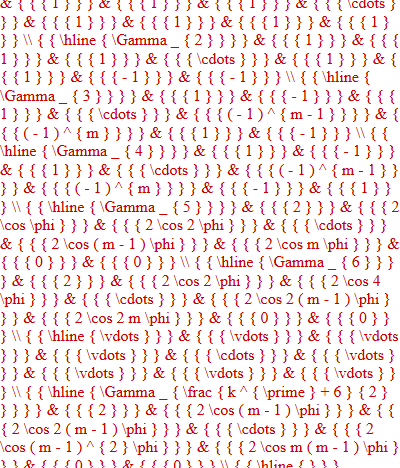 & { { { 1 } } } & { { { 1 } } } & { { { 1 } } } & { { { \cdots }
} } & { { { 1 } } } & { { { 1 } } } & { { { 1 } } } & { { { 1 }
} } \\ { { \hline { \Gamma _ { 2 } } } } & { { { 1 } } } & { { {
1 } } } & { { { 1 } } } & { { { \cdots } } } & { { { 1 } } } &
{ { { 1 } } } & { { { - 1 } } } & { { { - 1 } } } \\ { { \hline {
\Gamma _ { 3 } } } } & { { { 1 } } } & { { { - 1 } } } & { { {
1 } } } & { { { \cdots } } } & { { { ( - 1 ) ^ { m - 1 } } } } & {
{ { ( - 1 ) ^ { m } } } } & { { { 1 } } } & { { { - 1 } } } \\ { {
\hline { \Gamma _ { 4 } } } } & { { { 1 } } } & { { { - 1 } } }
& { { { 1 } } } & { { { \cdots } } } & { { { ( - 1 ) ^ { m - 1 }
} } } & { { { ( - 1 ) ^ { m } } } } & { { { - 1 } } } & { { { 1 }
} } \\ { { \hline { \Gamma _ { 5 } } } } & { { { 2 } } } & { { { 2
\cos \phi } } } & { { { 2 \cos 2 \phi } } } & { { { \cdots } } }
& { { { 2 \cos ( m - 1 ) \phi } } } & { { { 2 \cos m \phi } } } &
{ { { 0 } } } & { { { 0 } } } \\ { { \hline { \Gamma _ { 6 } } }
} & { { { 2 } } } & { { { 2 \cos 2 \phi } } } & { { { 2 \cos 4
\phi } } } & { { { \cdots } } } & { { { 2 \cos 2 ( m - 1 ) \phi }
} } & { { { 2 \cos 2 m \phi } } } & { { { 0 } } } & { { { 0 } }
} \\ { { \hline { \vdots } } } & { { { \vdots } } } & { { { \vdots
} } } & { { { \vdots } } } & { { { \cdots } } } & { { { \vdots }
} } & { { { \vdots } } } & { { { \vdots } } } & { { { \vdots } }
} \\ { { \hline { \Gamma _ { \frac { k ^ { \prime } + 6 } { 2 }
} } } } & { { { 2 } } } & { { { 2 \cos ( m - 1 ) \phi } } } & { {
{ 2 \cos 2 ( m - 1 ) \phi } } } & { { { \cdots } } } & { { { 2
\cos ( m - 1 ) ^ { 2 } \phi } } } & { { { 2 \cos m ( m - 1 ) \phi
} } } & { { { 0 } } } & { { { 0 } } } \\ { { \hline { } } }